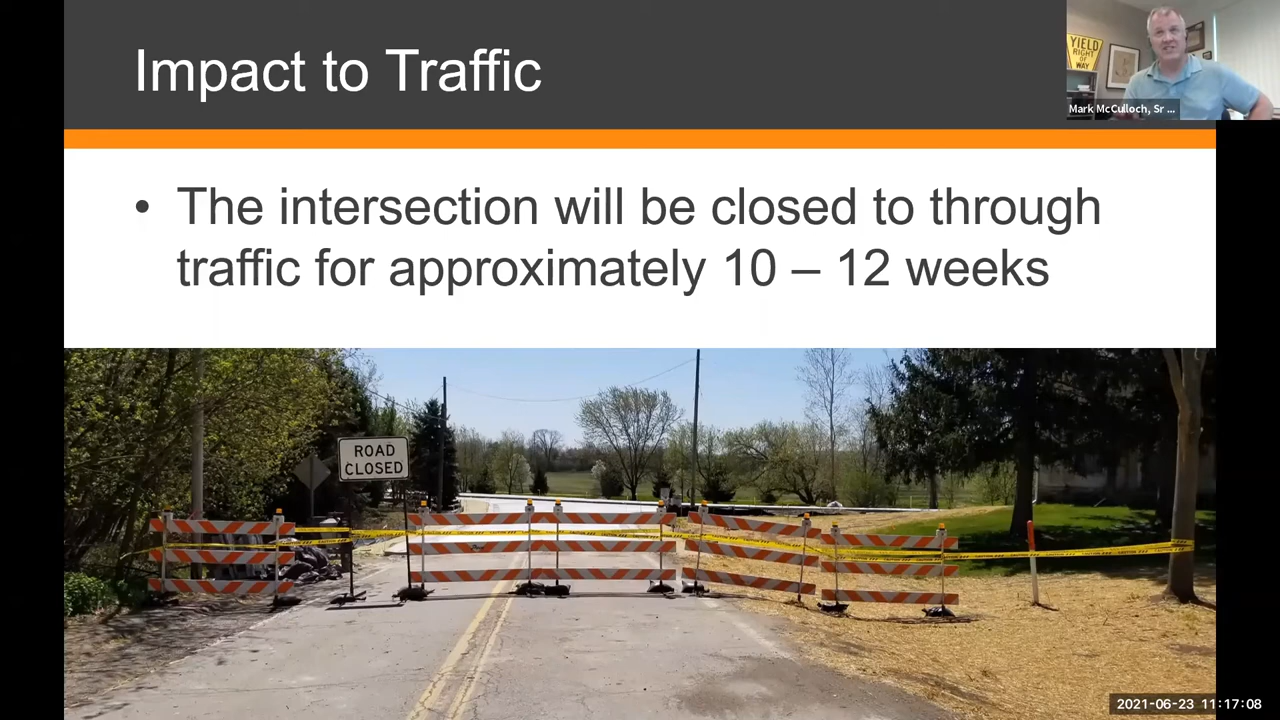 Impact to Traffic
YIELD
RIGHT
OF
WAY
Mark McCulloch, Sr ...
• The intersection will be closed to through
traffic for approximately 10 – 12 weeks
ROAD
CLOSED
2021-06-23 11:17:08